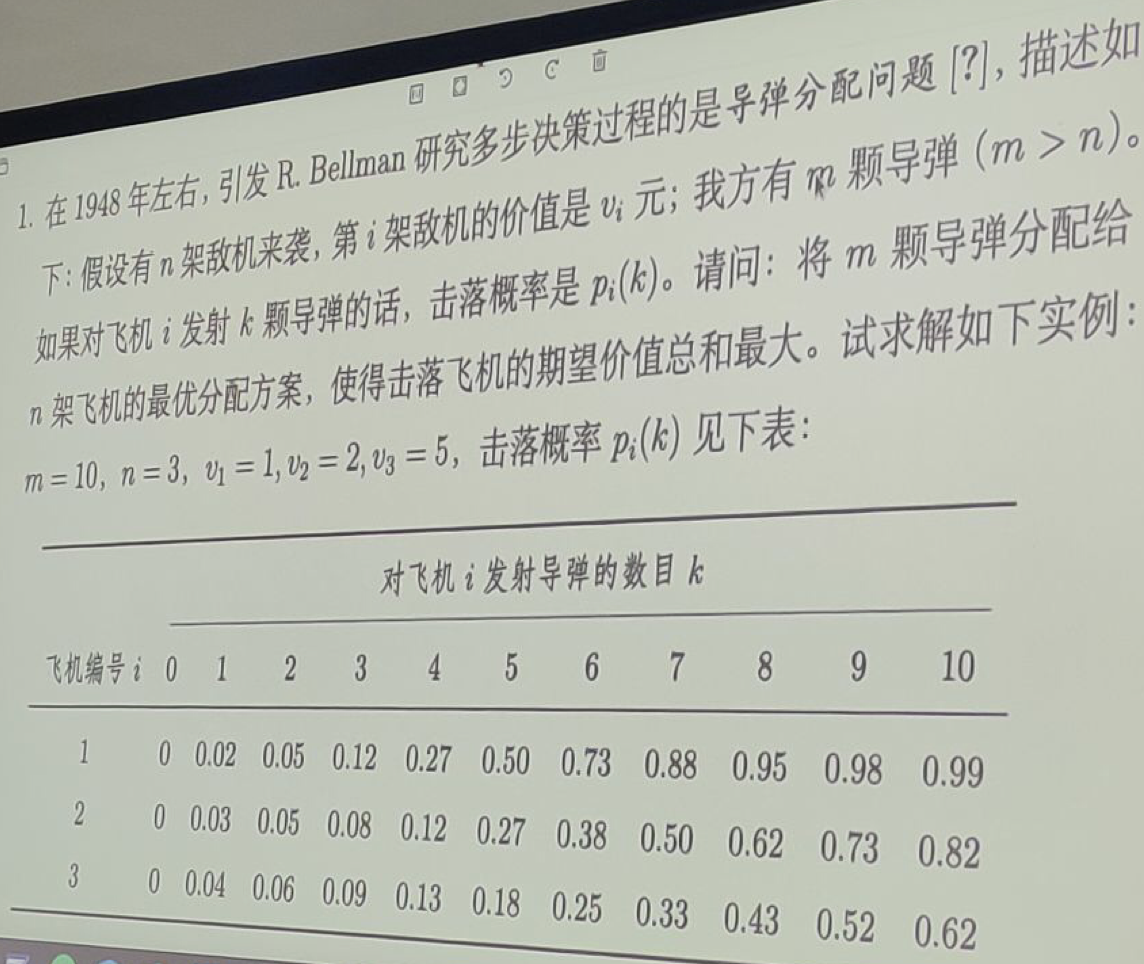 1. 在 1948 年左右, 引发 R. Bellman 研究多步决策过程的是导弹分配问题 [?], 描述如
下: 假设有 n 架敌机来袭, 第 i 架敌机的价值是 vᵢ 元; 我方有 m 颗导弹 (m > n)。
如果对飞机 i 发射 k 颗导弹的话, 击落概率是 pᵢ(k)。请问: 将 m 颗导弹分配给
n 架飞机的最优分配方案, 使得击落飞机的期望价值总和最大。试求解如下实例:
m = 10, n = 3, v₁ = 1, v₂ = 2, v₃ = 5, 击落概率 pᵢ(k) 见下表:
对飞机 i 发射导弹的数目 k
飞机编号 i 0 1 2 3 4 5 6 7 8 9 10
1 0 0.02 0.05 0.12 0.27 0.50 0.73 0.88 0.95 0.98 0.99
2 0 0.03 0.05 0.08 0.12 0.27 0.38 0.50 0.62 0.73 0.82
3 0 0.04 0.06 0.09 0.13 0.18 0.25 0.33 0.43 0.52 0.62